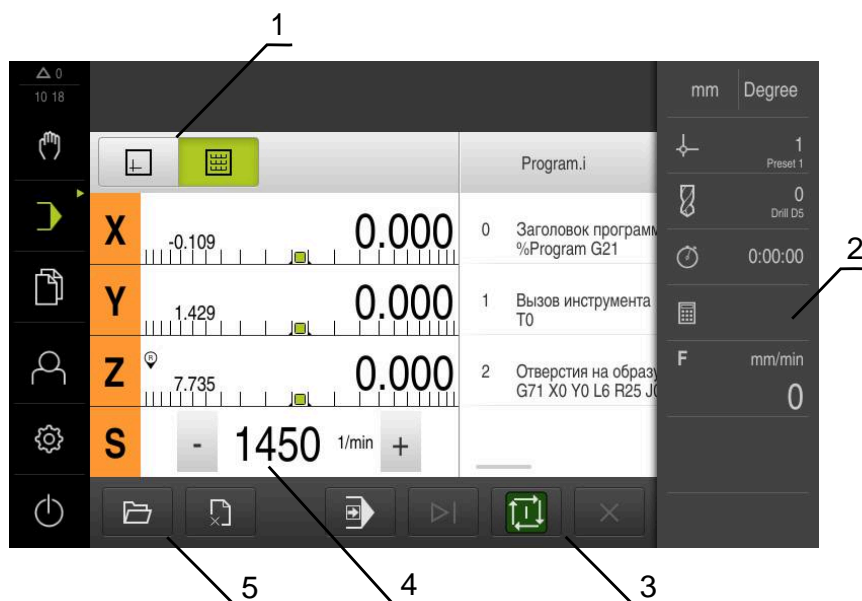 1
0
10 18
mm Degree
1
Preset 1
0
Drill D5
0:00:00
2
F mm/min
0
Program.i
X -0.109 0.000
Y 1.429 0.000
Z R 7.735 0.000
S - 1450 1/min +
0 Заголовок програм
%Program G21
1 Вызов инструмента
T0
2 Отверстия на образу
G71 X0 Y0 L6 R25 J
5
4
3